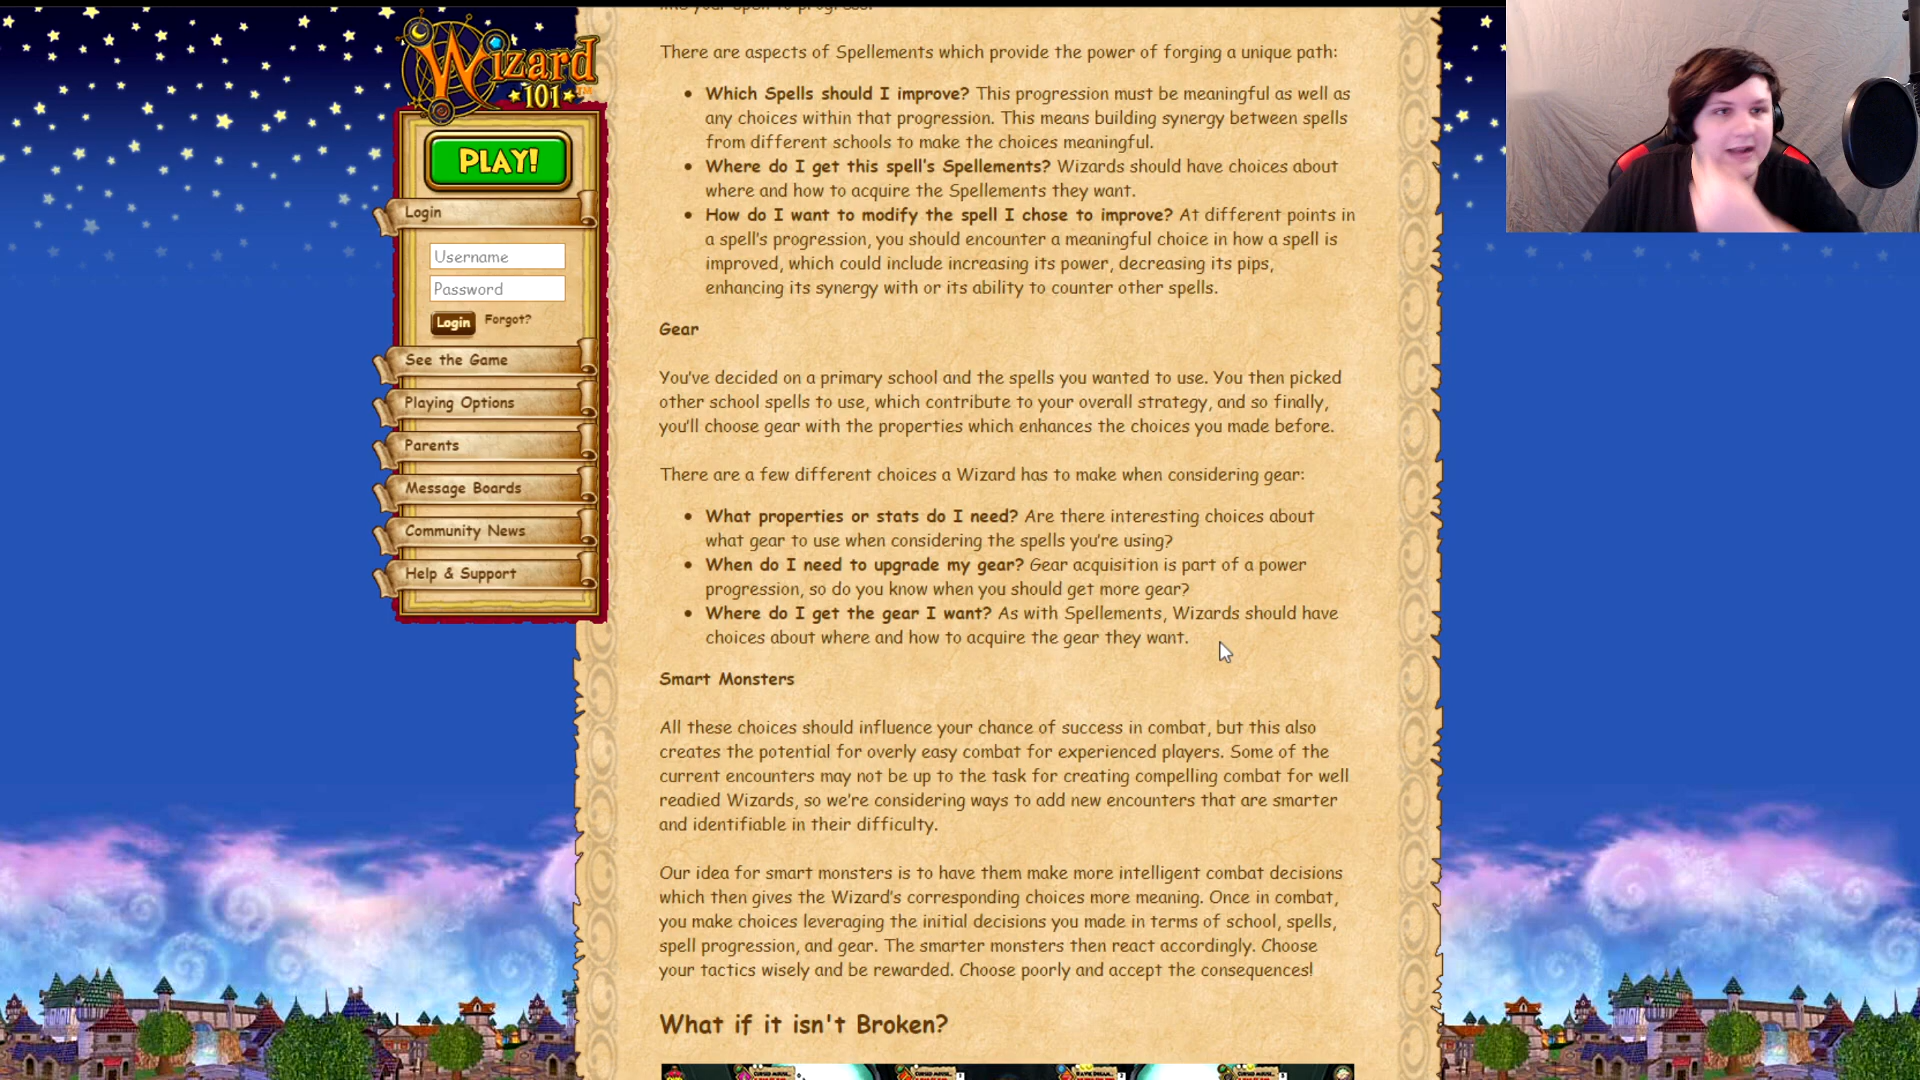 Wizard
101
PLAY!
Login
Username
Password
Login Forgot?
See the Game
Playing Options
Parents
Message Boards
Community News
Help & Support
There are aspects of Spellements which provide the power of forging a unique path:
• Which Spells should I improve? This progression must be meaningful as well as
any choices within that progression. This means building synergy between spells
from different schools to make the choices meaningful.
• Where do I get this spell's Spellements? Wizards should have choices about
where and how to acquire the Spellements they want.
• How do I want to modify the spell I chose to improve? At different points in
a spell's progression, you should encounter a meaningful choice in how a spell is
improved, which could include increasing its power, decreasing its pips,
enhancing its synergy with or its ability to counter other spells.
Gear
You've decided on a primary school and the spells you wanted to use. You then picked
other school spells to use, which contribute to your overall strategy, and so finally,
you'll choose gear with the properties which enhances the choices you made before.
There are a few different choices a Wizard has to make when considering gear:
• What properties or stats do I need? Are there interesting choices about
what gear to use when considering the spells you're using?
• When do I need to upgrade my gear? Gear acquisition is part of a power
progression, so do you know when you should get more gear?
• Where do I get the gear I want? As with Spellements, Wizards should have
choices about where and how to acquire the gear they want.
Smart Monsters
All these choices should influence your chance of success in combat, but this also
creates the potential for overly easy combat for experienced players. Some of the
current encounters may not be up to the task for creating compelling combat for well
readied Wizards, so we're considering ways to add new encounters that are smarter
and identifiable in their difficulty.
Our idea for smart monsters is to have them make more intelligent combat decisions
which then gives the Wizard's corresponding choices more meaning. Once in combat,
you make choices leveraging the initial decisions you made in terms of school, spells,
spell progression, and gear. The smarter monsters then react accordingly. Choose
your tactics wisely and be rewarded. Choose poorly and accept the consequences!
What if it isn't Broken?